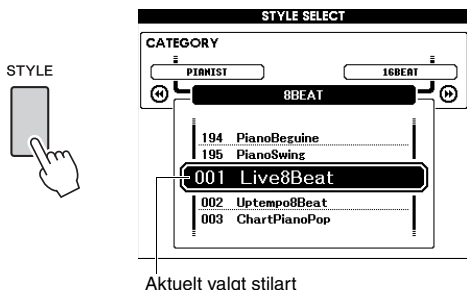 STYLE SELECT
CATEGORY
STYLE
PIANIST
16BEAT
8BEAT
194 PianoBeguine
195 PianoSwing
001 Live8Beat
002 Uptempo8Beat
003 ChartPianoPop
Aktuelt valgt stilart